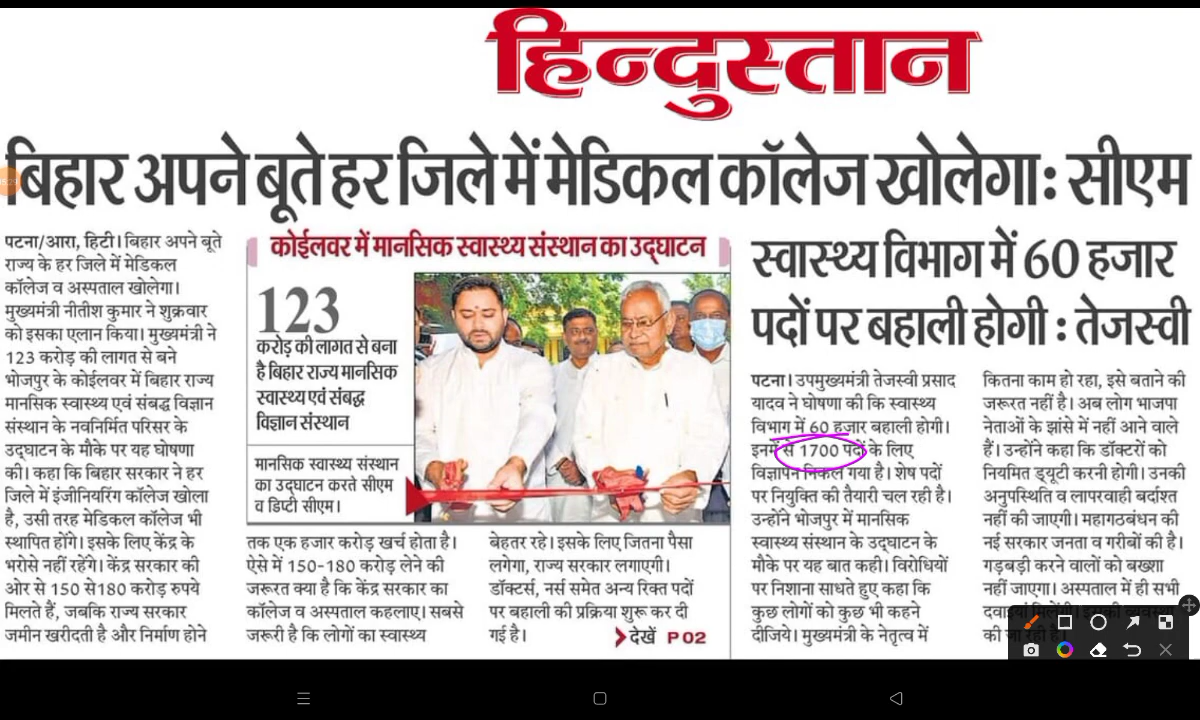 हिन्दुस्तान
बिहार अपने बूते हर जिले में मेडिकल कॉलेज खोलेगा: सीएम
पटना/आरा, हिटी। बिहार अपने बूते
राज्य के हर जिले में मेडिकल
कॉलेज व अस्पताल खोलेगा।
मुख्यमंत्री नीतीश कुमार ने शुक्रवार
को इसका एलान किया। मुख्यमंत्री ने
123 करोड़ की लागत से बने
भोजपुर के कोईलवर में बिहार राज्य
मानसिक स्वास्थ्य एवं संबद्ध विज्ञान
संस्थान के नवनिर्मित परिसर के
उद्घाटन के मौके पर यह घोषणा
की। कहा कि बिहार सरकार ने हर
जिले में इंजीनियरिंग कॉलेज खोला
है, उसी तरह मेडिकल कॉलेज भी
स्थापित होंगे। इसके लिए केंद्र के
भरोसे नहीं रहेंगे। केंद्र सरकार की
ओर से 150 से180 करोड़ रुपये
मिलते हैं, जबकि राज्य सरकार
जमीन खरीदती है और निर्माण होने
कोईलवर में मानसिक स्वास्थ्य संस्थान का उद्घाटन
123
करोड़ की लागत से बना
है बिहार राज्य मानसिक
स्वास्थ्य एवं संबद्ध
विज्ञान संस्थान
मानसिक स्वास्थ्य संस्थान
का उद्घाटन करते सीएम
व डिप्टी सीएम।
तक एक हजार करोड़ खर्च होता है।
ऐसे में 150-180 करोड़ लेने की
जरूरत क्या है कि केंद्र सरकार का
कॉलेज व अस्पताल कहलाए। सबसे
जरूरी है कि लोगों का स्वास्थ्य
बेहतर रहे। इसके लिए जितना पैसा
लगेगा, राज्य सरकार लगाएगी।
डॉक्टर्स, नर्स समेत अन्य रिक्त पदों
पर बहाली की प्रक्रिया शुरू कर दी
गई है।
देखें P 02
स्वास्थ्य विभाग में 60 हजार
पदों पर बहाली होगी : तेजस्वी
पटना। उपमुख्यमंत्री तेजस्वी प्रसाद
यादव ने घोषणा की कि स्वास्थ्य
विभाग में 60 हजार बहाली होगी।
इनमें से 1700 पदों के लिए
विज्ञापन निकल गया है। शेष पदों
पर नियुक्ति की तैयारी चल रही है।
उन्होंने भोजपुर में मानसिक
स्वास्थ्य संस्थान के उद्घाटन के
मौके पर यह बात कही। विरोधियों
पर निशाना साधते हुए कहा कि
कुछ लोगों को कुछ भी कहने
दीजिये। मुख्यमंत्री के नेतृत्व में
कितना काम हो रहा, इसे बताने की
जरूरत नहीं है। अब लोग भाजपा
नेताओं के झांसे में नहीं आने वाले
हैं। उन्होंने कहा कि डॉक्टरों को
नियमित ड्यूटी करनी होगी। उनकी
अनुपस्थिति व लापरवाही बर्दाश्त
नहीं की जाएगी। महागठबंधन की
नई सरकार जनता व गरीबों की है।
गड़बड़ी करने वालों को बख्शा
नहीं जाएगा। अस्पताल में ही सभी
दवाइयां मिलेंगी। इसकी व्यवस्था
की जा रही है।